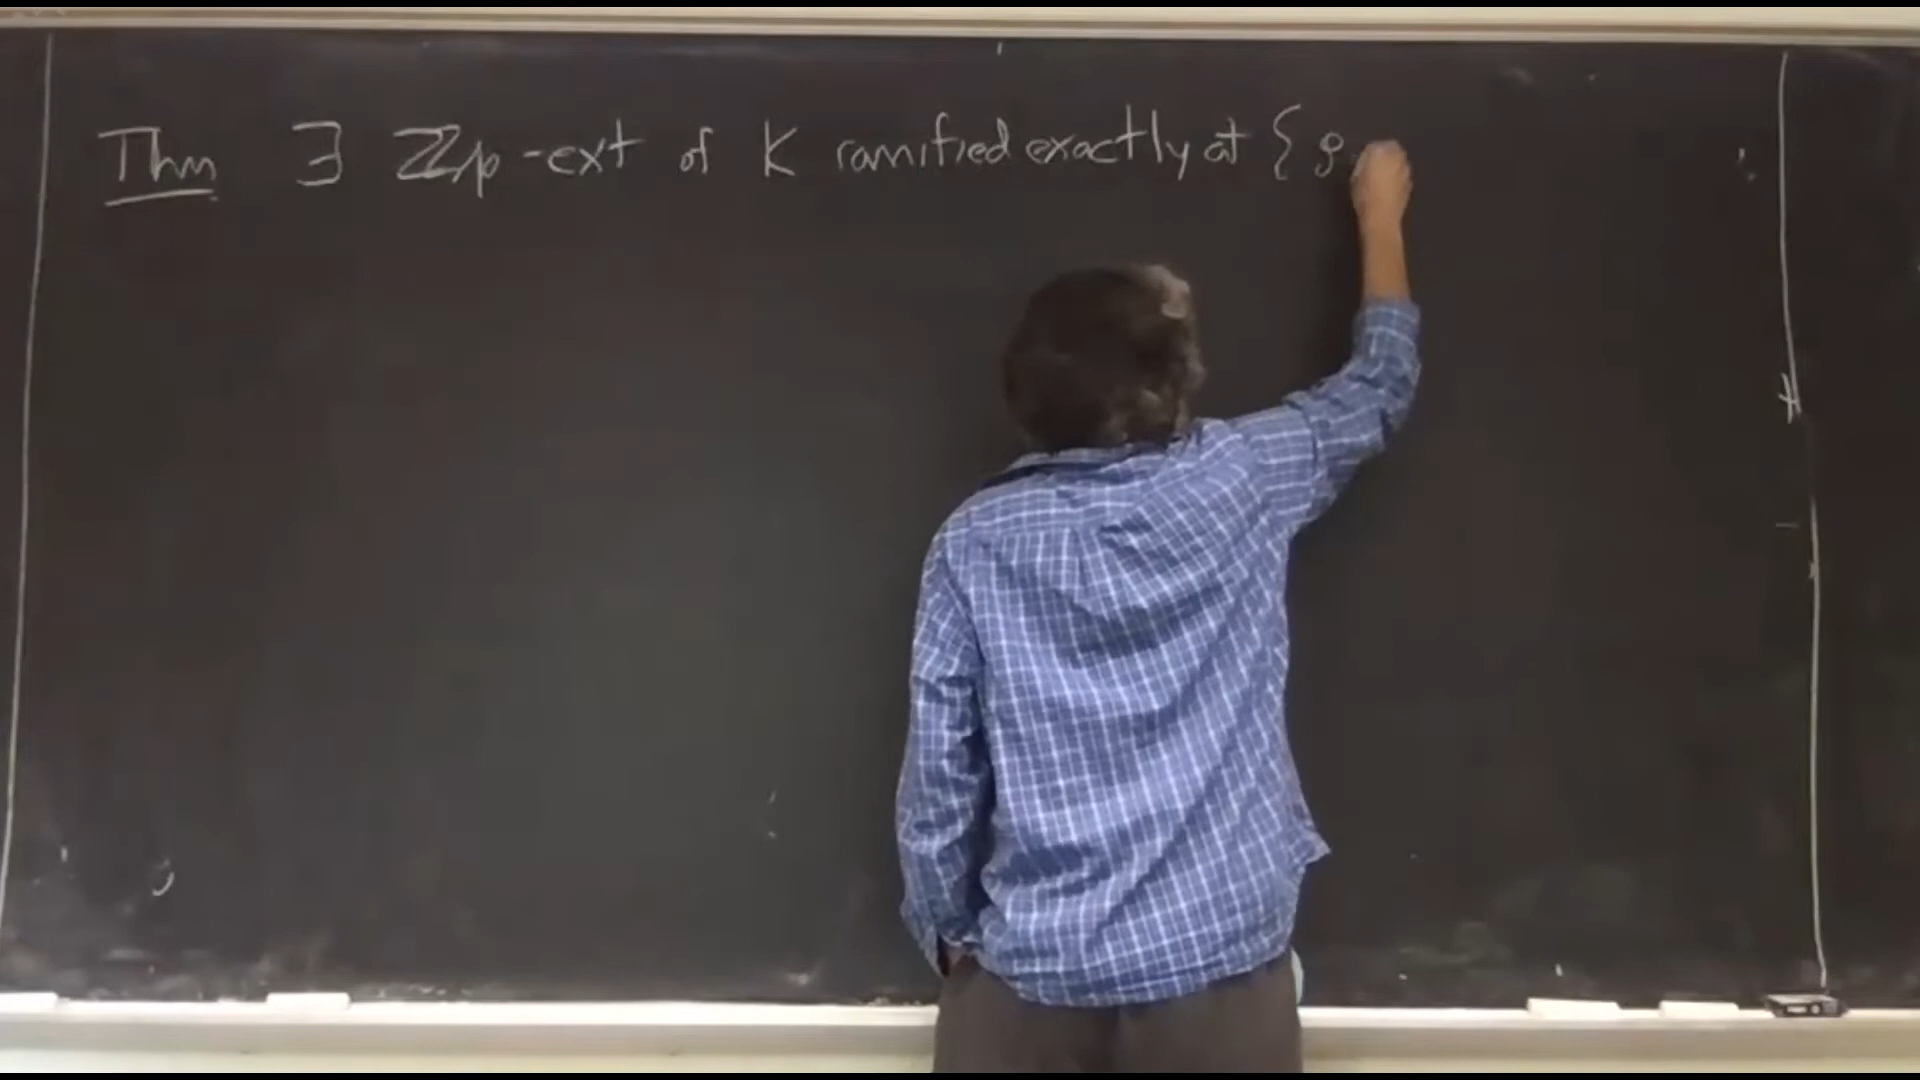 Thm ∃ ℤ/p-ext of K ramified exactly at { ℘